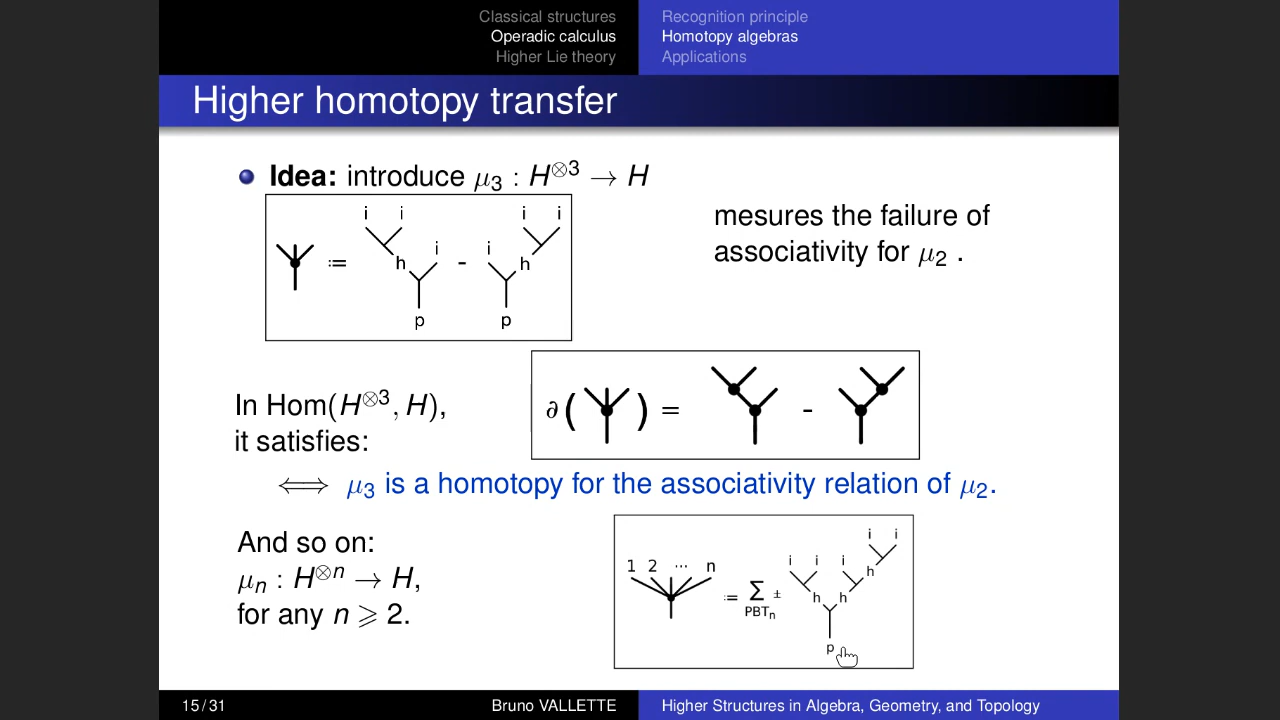 Classical structures
Operadic calculus
Higher Lie theory
Recognition principle
Homotopy algebras
Applications
Higher homotopy transfer
Idea: introduce μ₃ : H^⊗3 → H
i i i i
i i
:= h - h
p p
mesures the failure of
associativity for μ₂ .
In Hom(H^⊗3, H),
it satisfies:
∂ ( ) = -
⟺ μ₃ is a homotopy for the associativity relation of μ₂.
And so on:
μₙ : H^⊗n → H,
for any n ⩾ 2.
1 2 ... n := Σ ±
PBTₙ
i i
i i i h
h h
p
15 / 31
Bruno VALLETTE
Higher Structures in Algebra, Geometry, and Topology